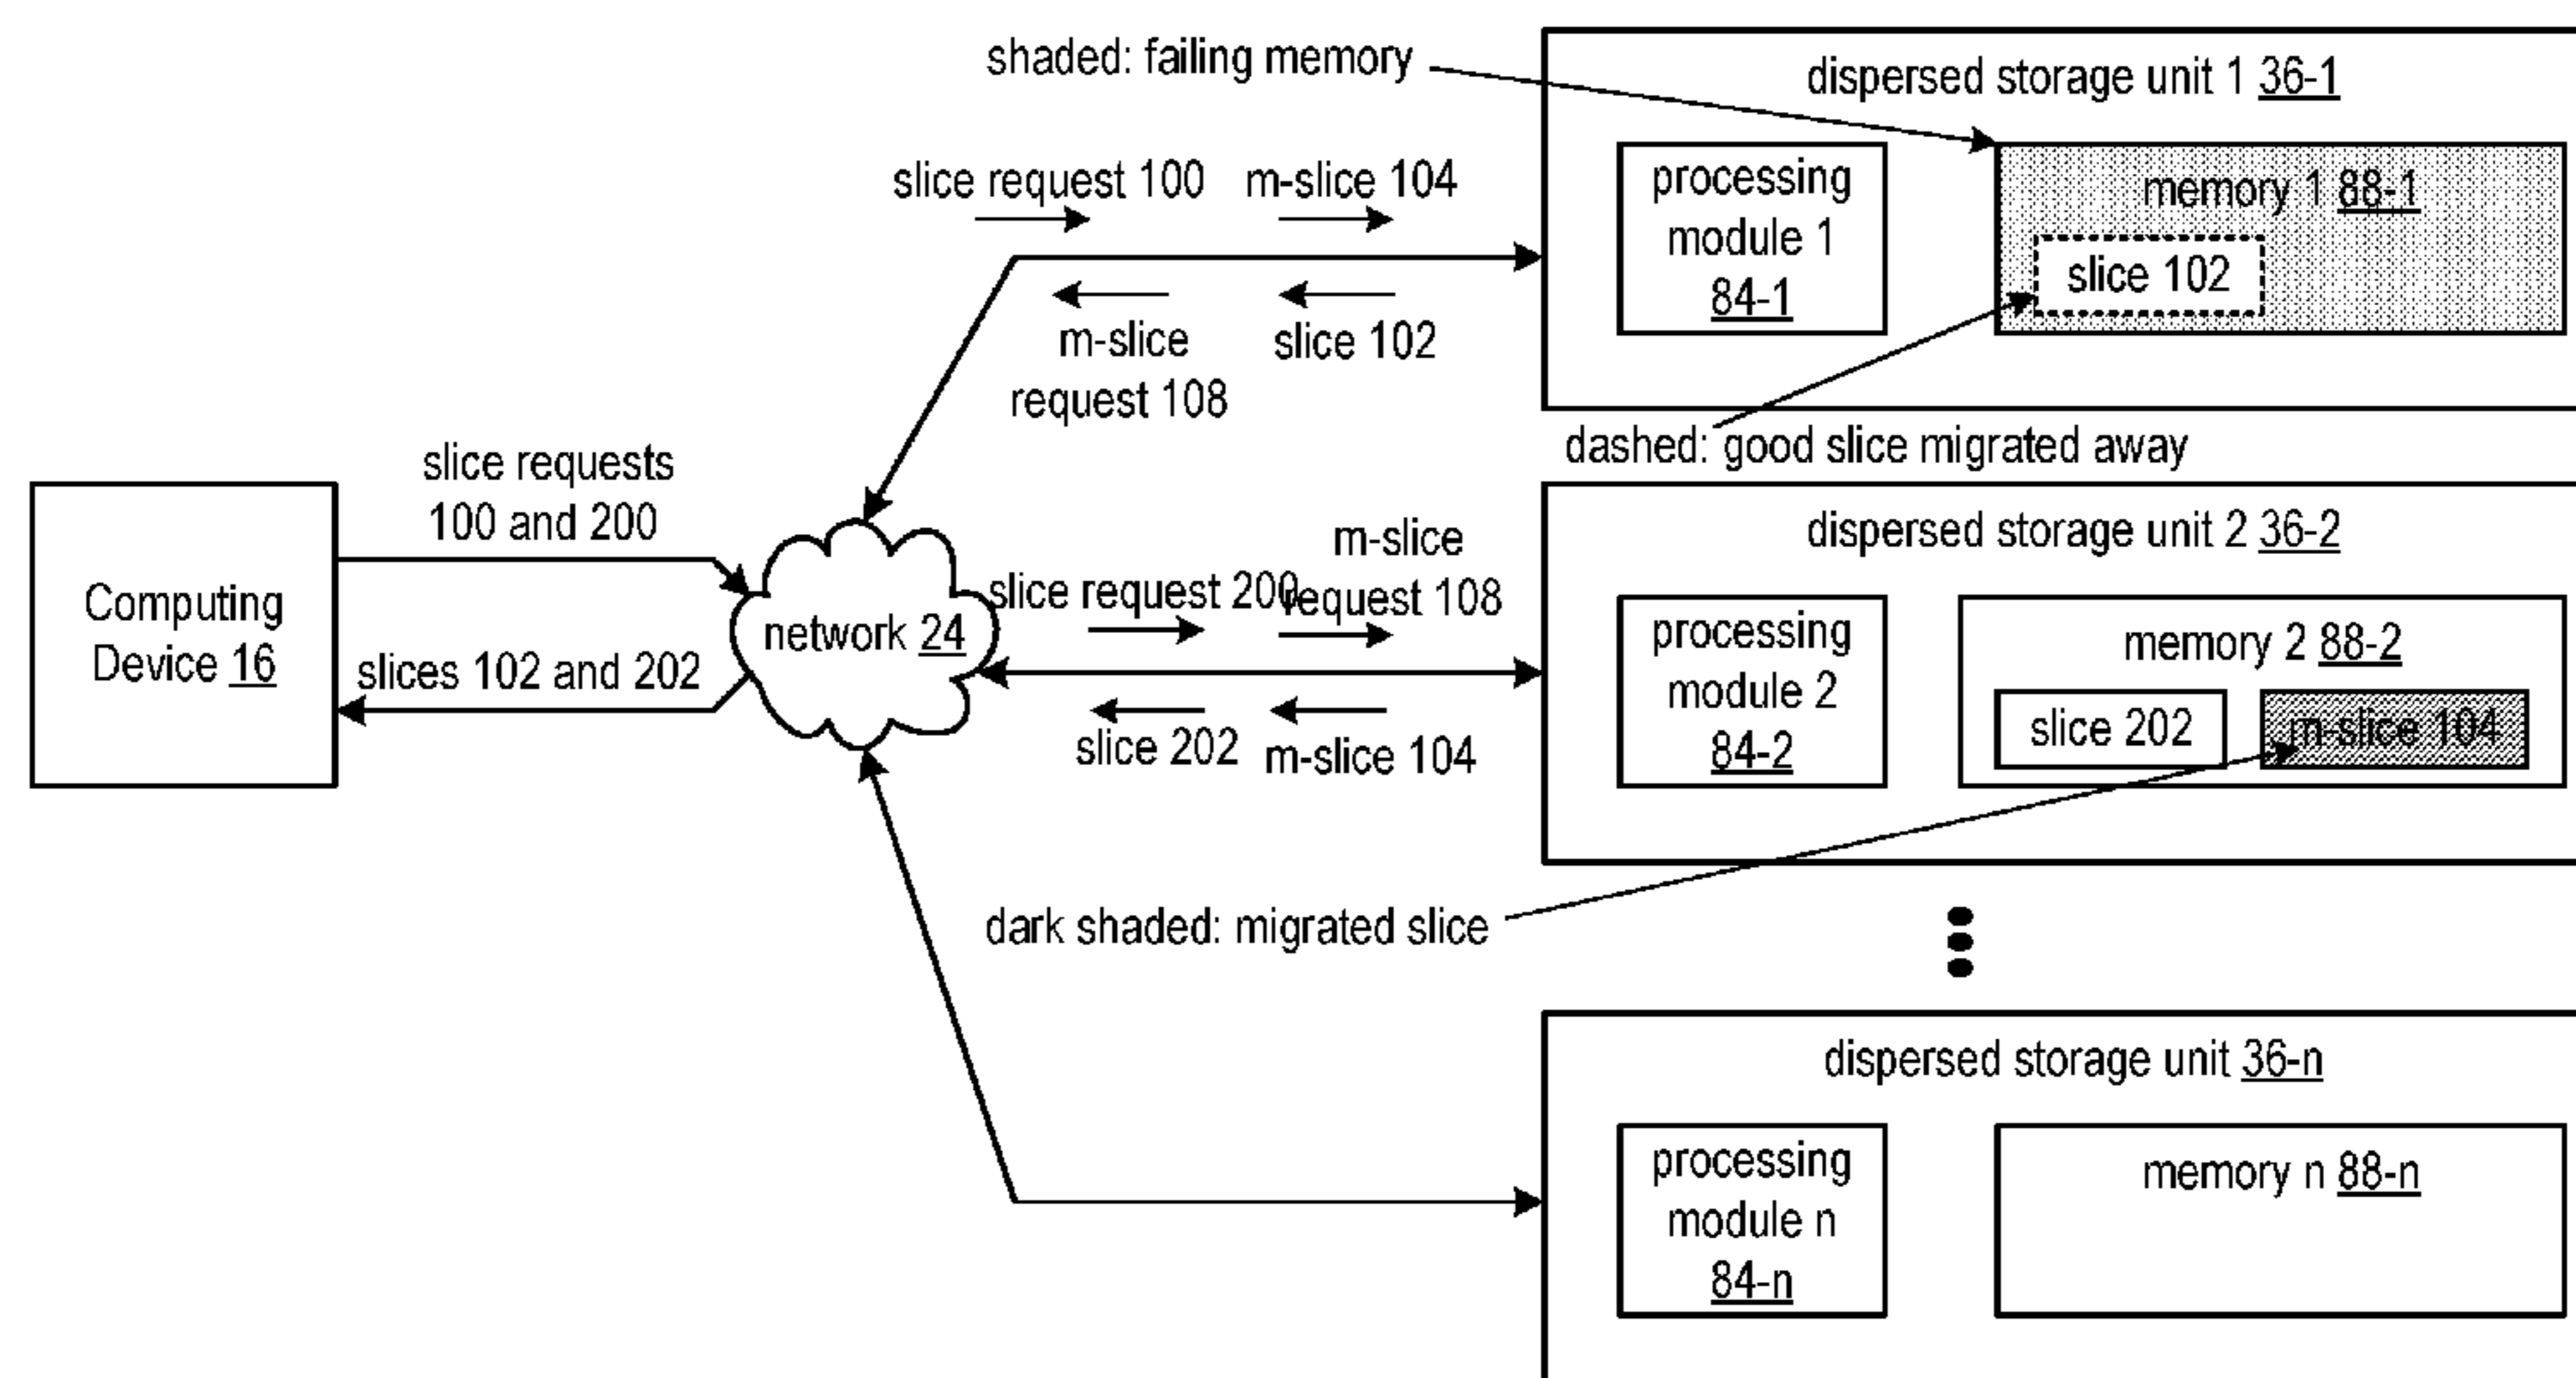 shaded: failing memory
dispersed storage unit 1 36-1
processing
module 1
84-1
memory 1 88-1
slice 102
slice request 100
m-slice 104
m-slice
request 108
slice 102
dashed: good slice migrated away
slice requests
100 and 200
Computing
Device 16
slices 102 and 202
network 24
slice request 200
m-slice
request 108
slice 202
m-slice 104
dispersed storage unit 2 36-2
processing
module 2
84-2
memory 2 88-2
slice 202
m-slice 104
dark shaded: migrated slice
dispersed storage unit 36-n
processing
module n
84-n
memory n 88-n